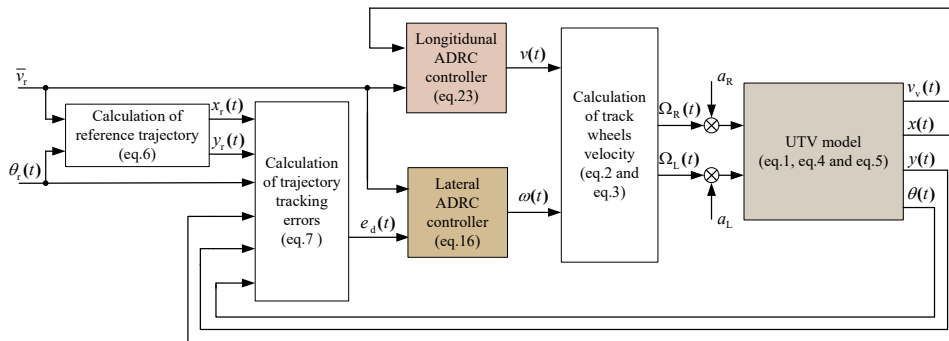 v̄r
θr(t)
Calculation of
reference trajectory
(eq.6)
xr(t)
yr(t)
Calculation
of trajectory
tracking
errors
(eq.7 )
ed(t)
Longitidunal
ADRC
controller
(eq.23)
v(t)
Lateral
ADRC
controller
(eq.16)
ω(t)
Calculation
of track
wheels
velocity
(eq.2 and
eq.3)
ΩR(t)
ΩL(t)
aR
aL
UTV model
(eq.1, eq.4 and eq.5)
vv(t)
x(t)
y(t)
θ(t)